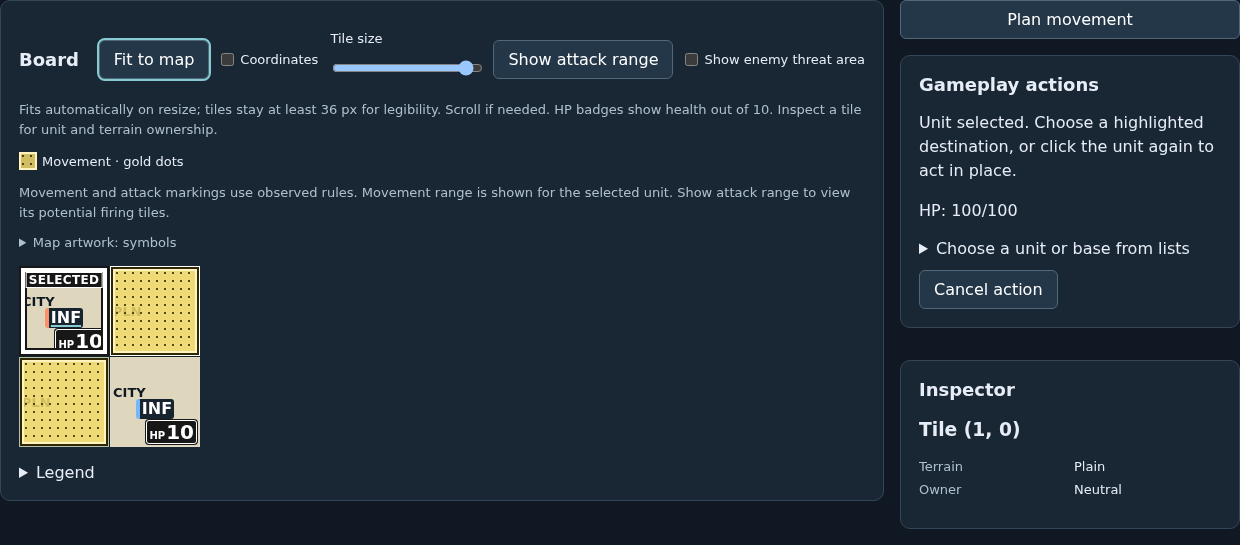 Board
Fit to map
Coordinates
Tile size
Show attack range
Show enemy threat area
Fits automatically on resize; tiles stay at least 36 px for legibility. Scroll if needed. HP badges show health out of 10. Inspect a tile
for unit and terrain ownership.
Movement · gold dots
Movement and attack markings use observed rules. Movement range is shown for the selected unit. Show attack range to view
its potential firing tiles.
Map artwork: symbols
SELECTED
CITY
INF
HP 10
PLN
PLN
CITY
INF
HP 10
Legend
Plan movement
Gameplay actions
Unit selected. Choose a highlighted
destination, or click the unit again to
act in place.
HP: 100/100
Choose a unit or base from lists
Cancel action
Inspector
Tile (1, 0)
Terrain Plain
Owner Neutral